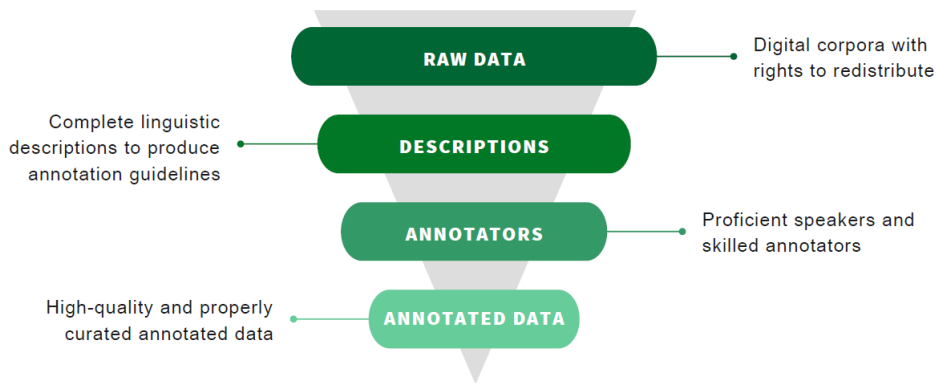 RAW DATA
Digital corpora with
rights to redistribute
Complete linguistic
descriptions to produce
annotation guidelines
DESCRIPTIONS
ANNOTATORS
Proficient speakers and
skilled annotators
High-quality and properly
curated annotated data
ANNOTATED DATA